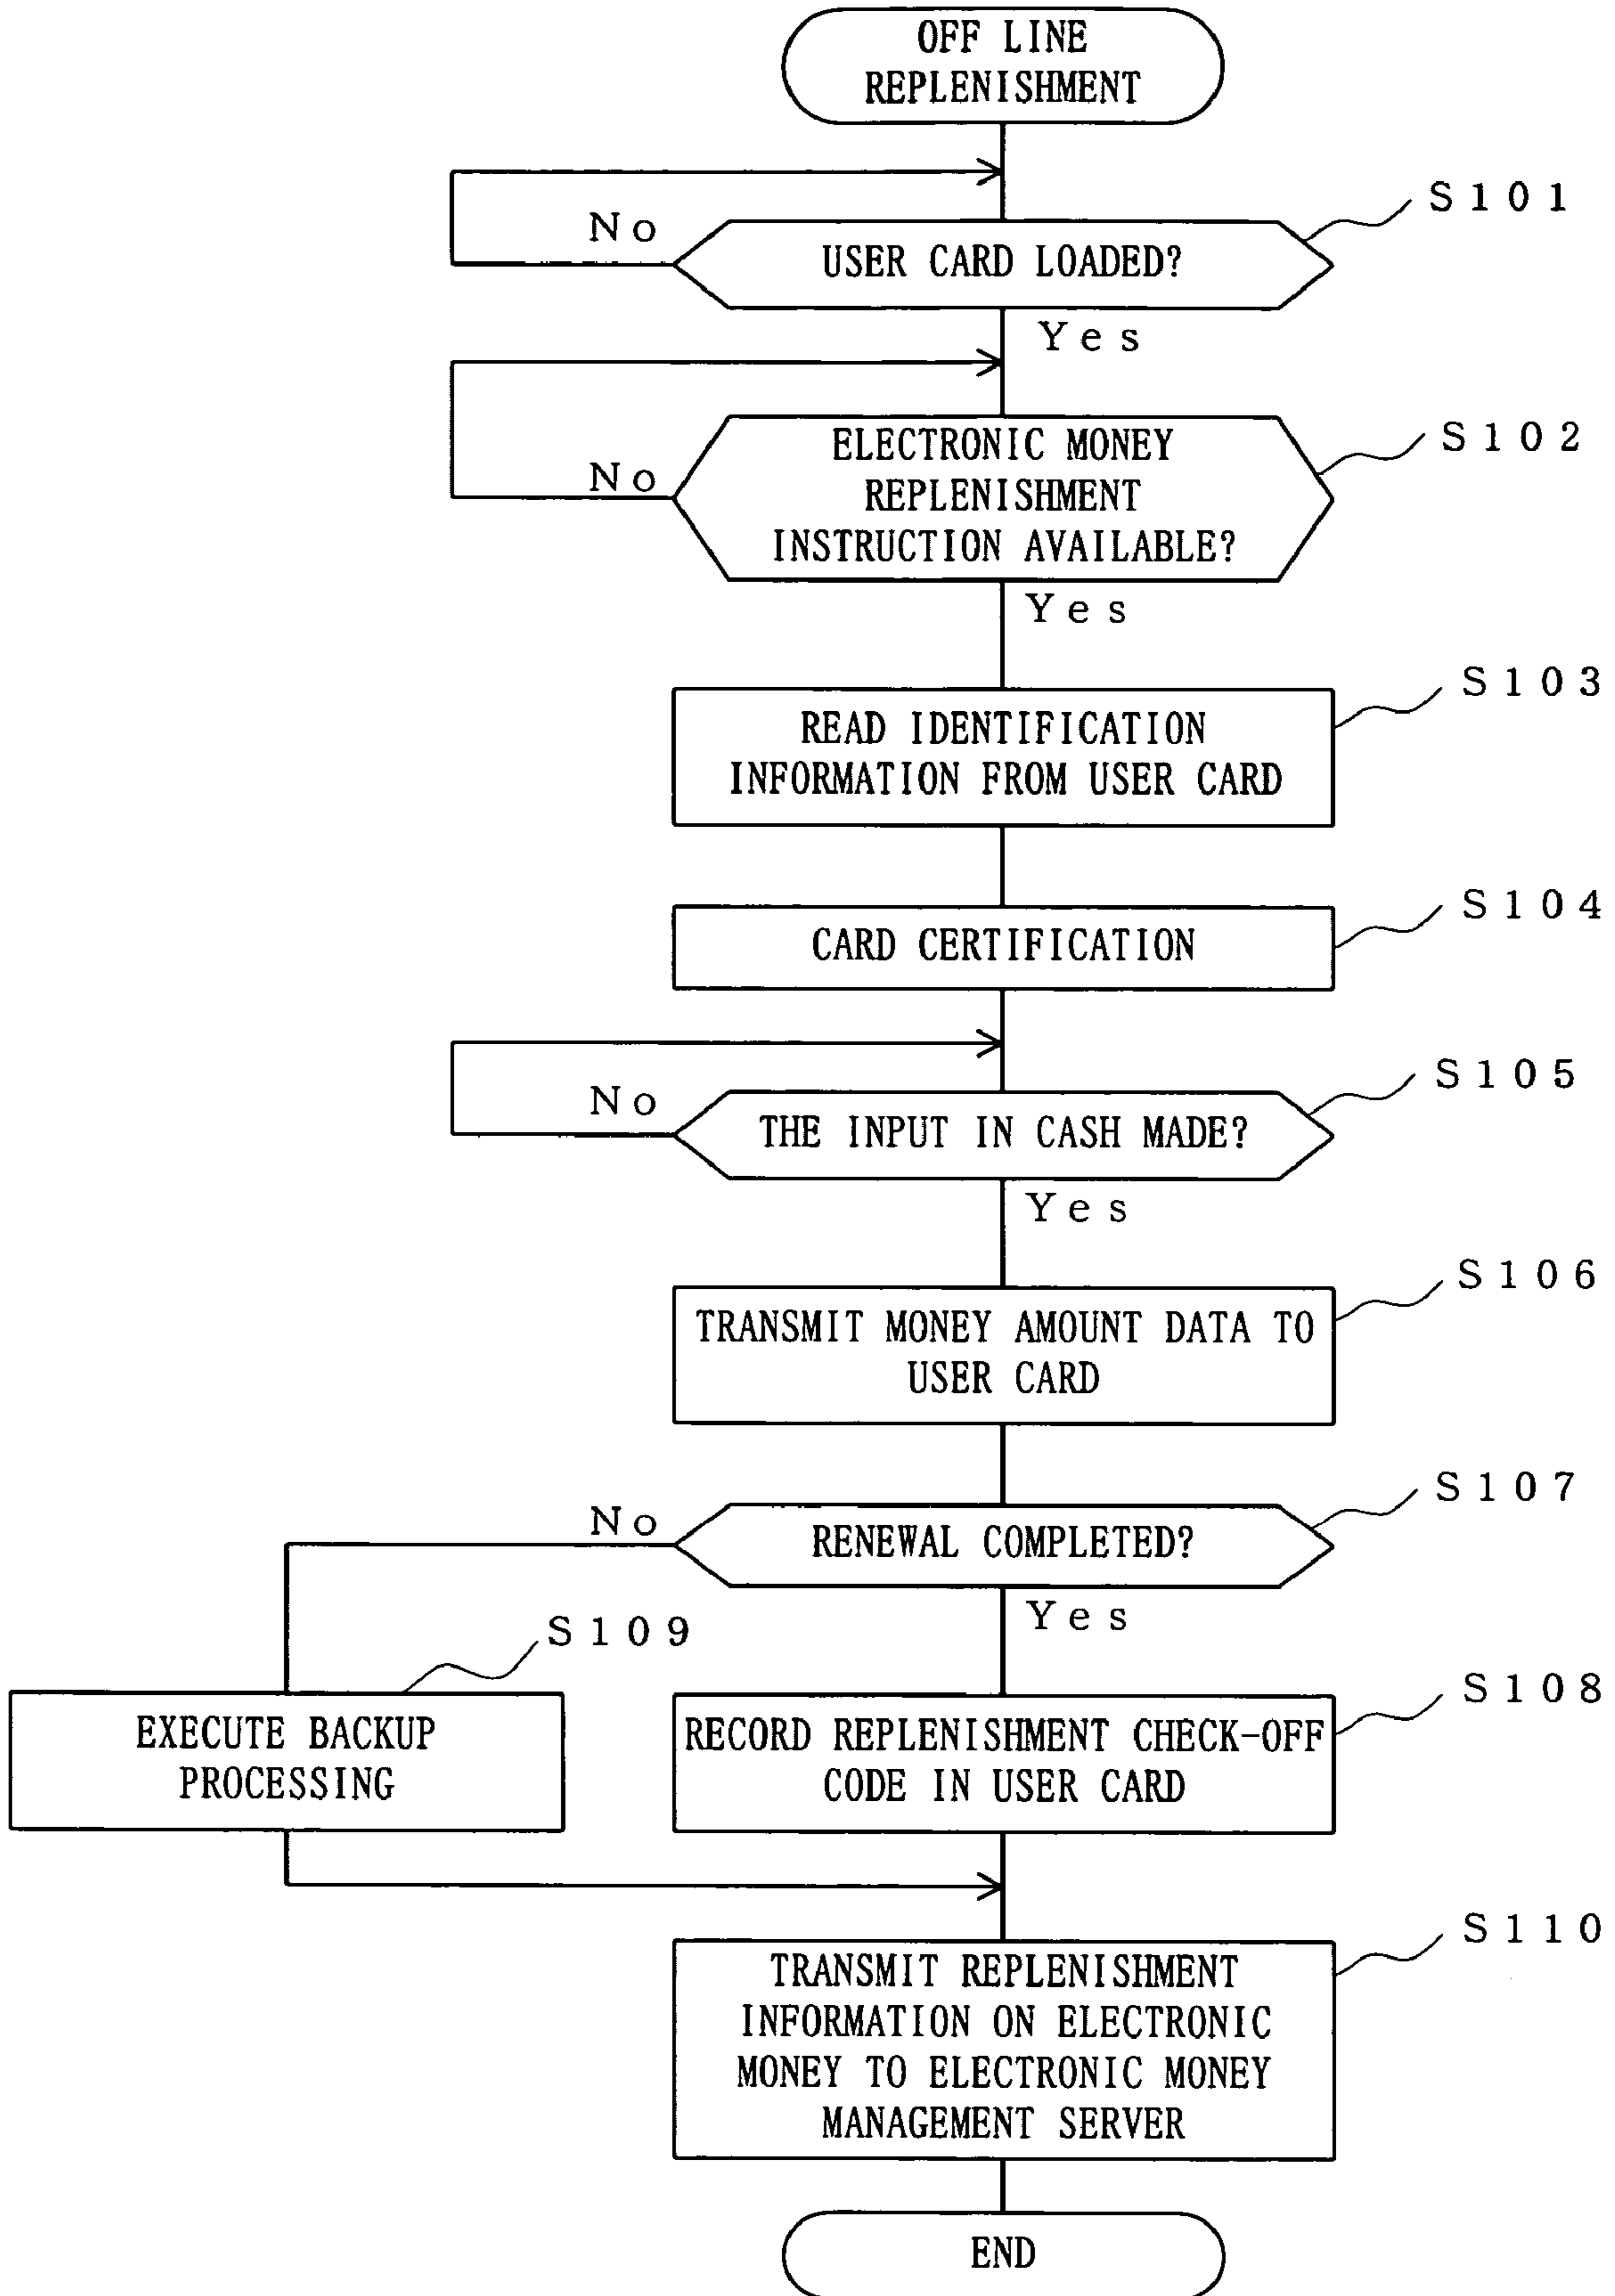 OFF LINE
REPLENISHMENT
S101
No
USER CARD LOADED?
Yes
S102
ELECTRONIC MONEY
No
REPLENISHMENT
INSTRUCTION AVAILABLE?
Yes
S103
READ IDENTIFICATION
INFORMATION FROM USER CARD
S104
CARD CERTIFICATION
S105
No
THE INPUT IN CASH MADE?
Yes
S106
TRANSMIT MONEY AMOUNT DATA TO
USER CARD
S107
No
RENEWAL COMPLETED?
Yes
S109
EXECUTE BACKUP
PROCESSING
S108
RECORD REPLENISHMENT CHECK-OFF
CODE IN USER CARD
S110
TRANSMIT REPLENISHMENT
INFORMATION ON ELECTRONIC
MONEY TO ELECTRONIC MONEY
MANAGEMENT SERVER
END